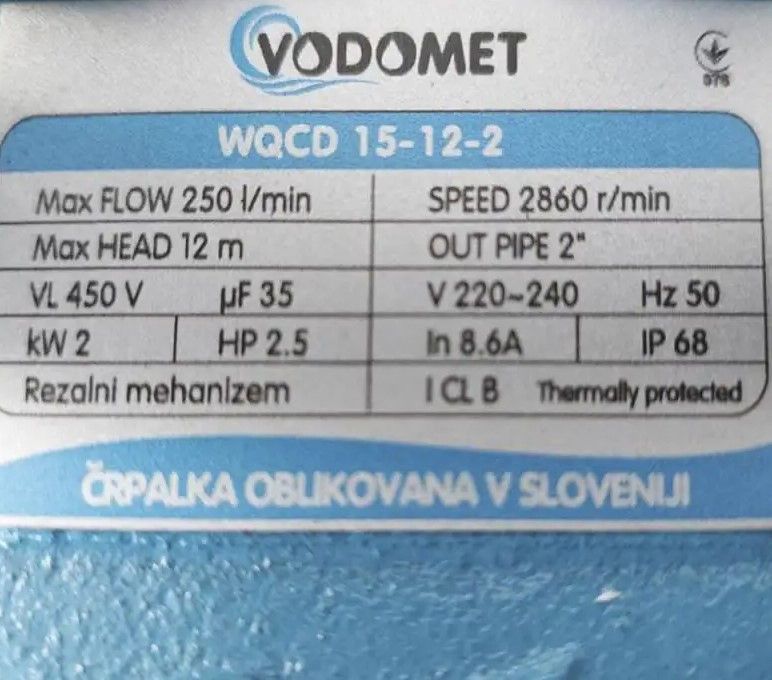 VODOMET
WQCD 15-12-2
Max FLOW 250 l/min SPEED 2860 r/min
Max HEAD 12 m OUT PIPE 2"
VL 450 V µF 35 V 220~240 Hz 50
kW 2 HP 2.5 In 8.6A IP 68
Rezalni mehanizem I CL B Thermally protected
ČRPALKA OBLIKOVANA V SLOVENIJI